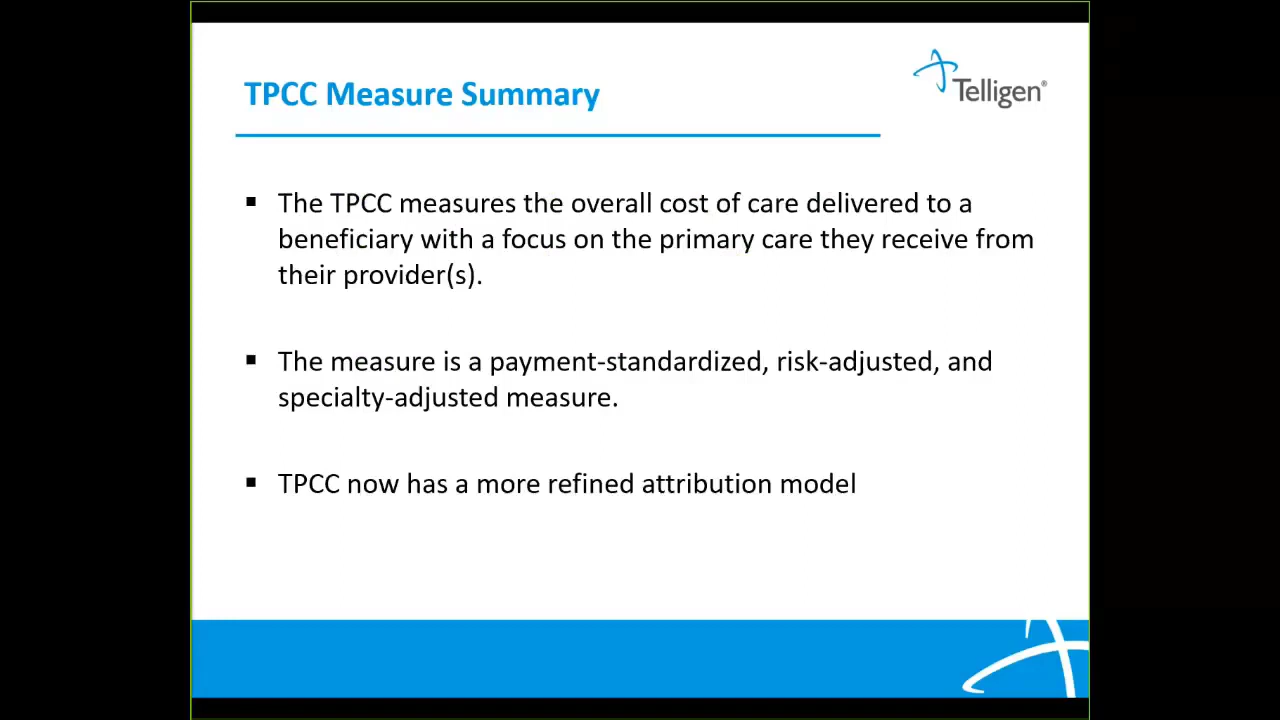 TPCC Measure Summary
Telligen®
▪ The TPCC measures the overall cost of care delivered to a
beneficiary with a focus on the primary care they receive from
their provider(s).
▪ The measure is a payment-standardized, risk-adjusted, and
specialty-adjusted measure.
▪ TPCC now has a more refined attribution model